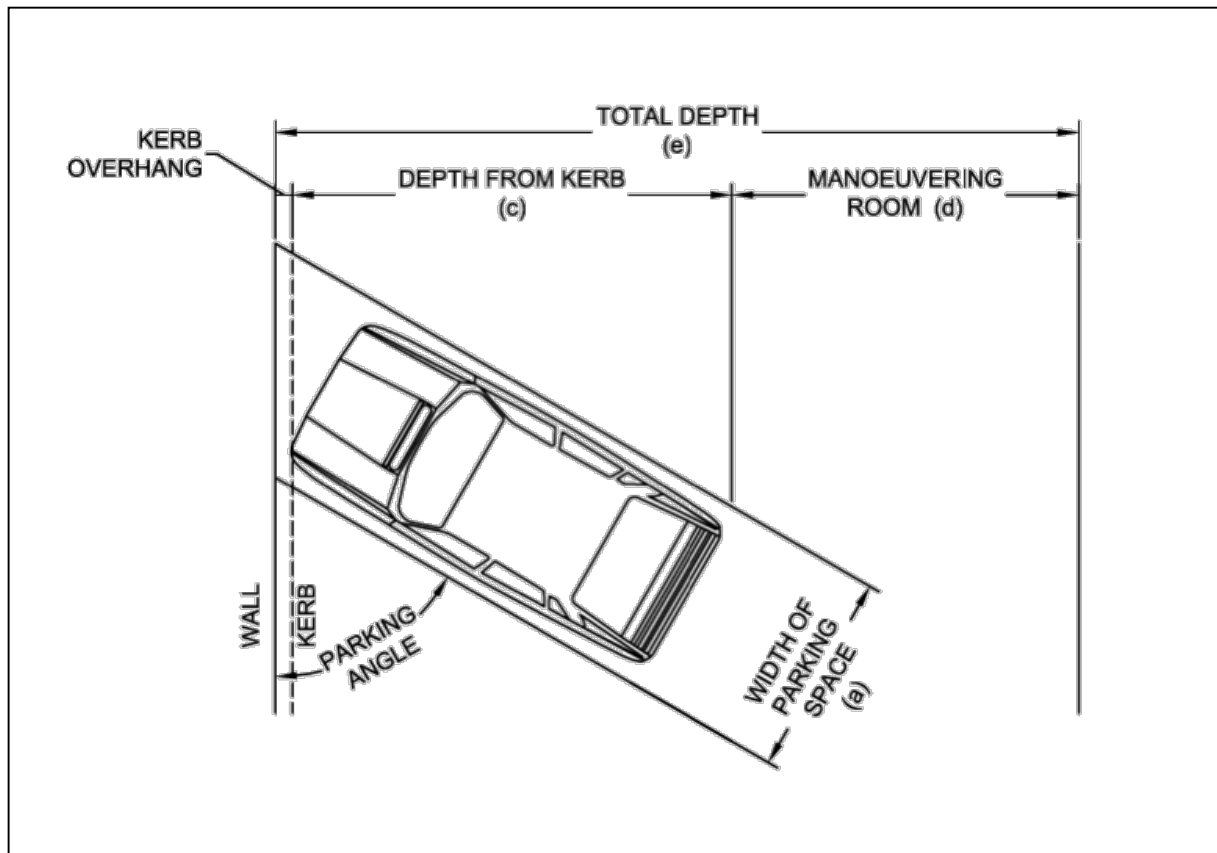 TOTAL DEPTH
(e)
KERB
OVERHANG
DEPTH FROM KERB
(c)
MANOEUVERING
ROOM (d)
WALL
KERB
PARKING
ANGLE
WIDTH OF
PARKING
SPACE
(a)